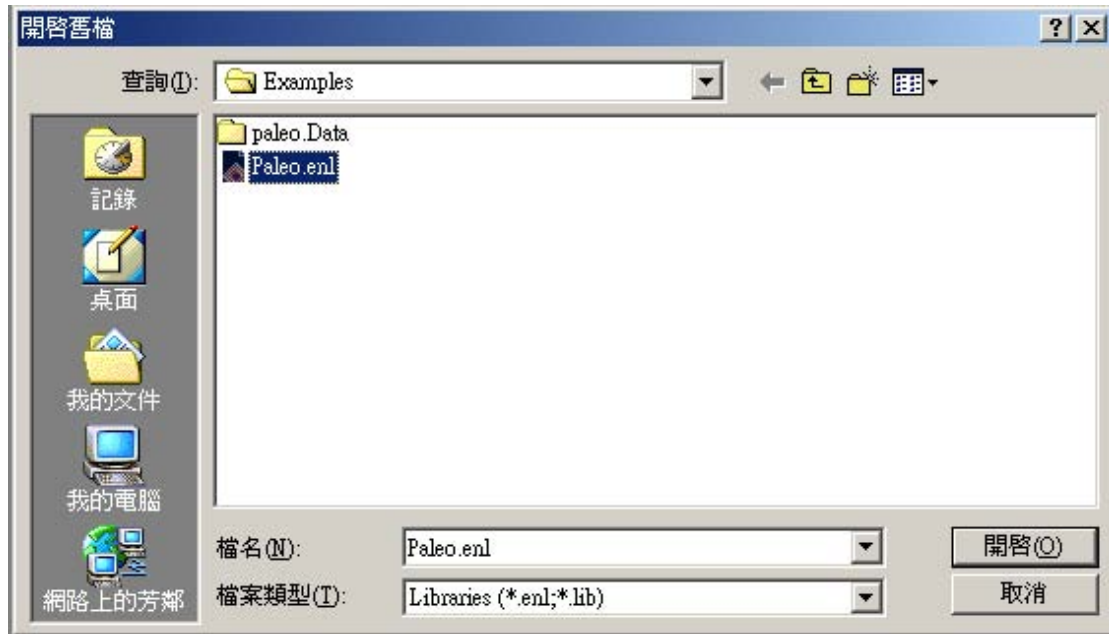 開啓舊檔
查詢(I):
Examples
paleo.Data
Paleo.enl
記錄
桌面
我的文件
我的電腦
網路上的芳鄰
檔名(N):
Paleo.enl
開啓(O)
檔案類型(T):
Libraries (*.enl;*.lib)
取消